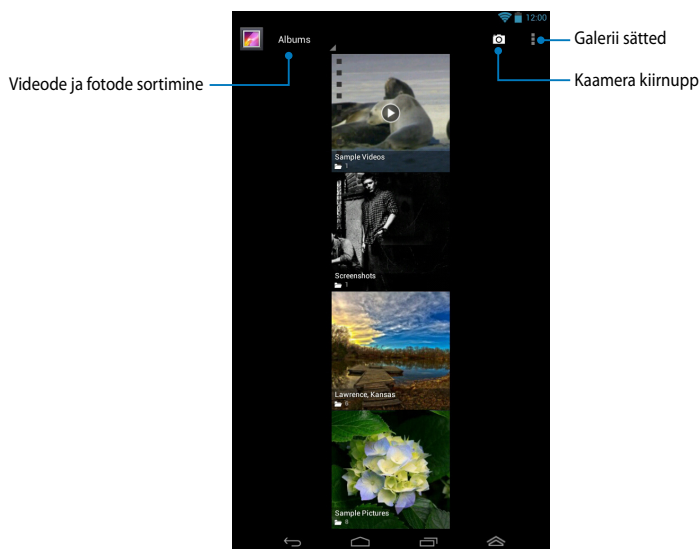 12:00
Albums
Galerii sätted
Videode ja fotode sortimine
Kaamera kiirnupp
Sample Videos
1
Screenshots
1
Lawrence, Kansas
6
Sample Pictures
8